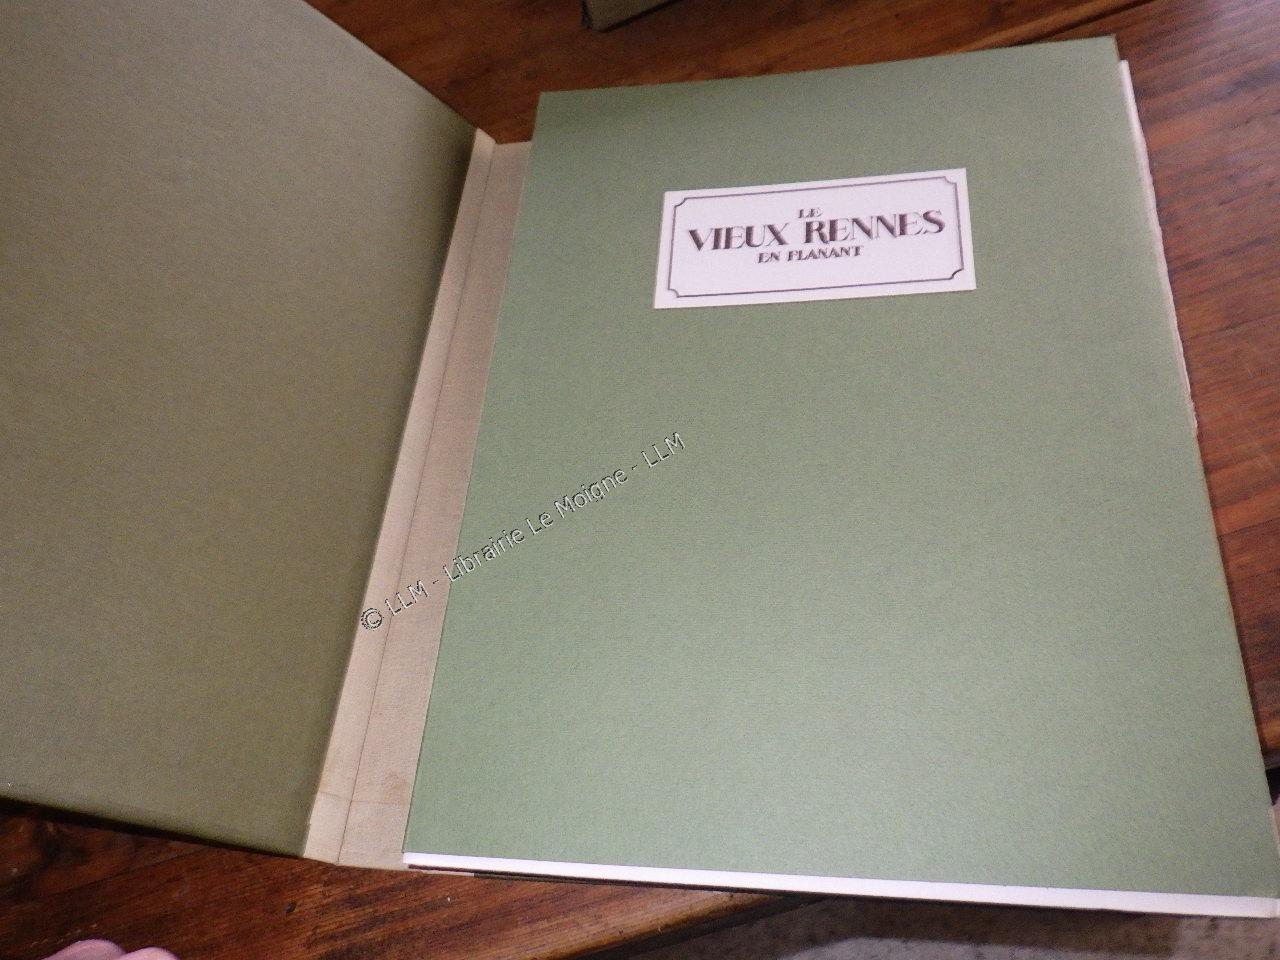 LE
VIEUX RENNES
EN FLANANT
© LLM - Librairie Le Moigne - LLM